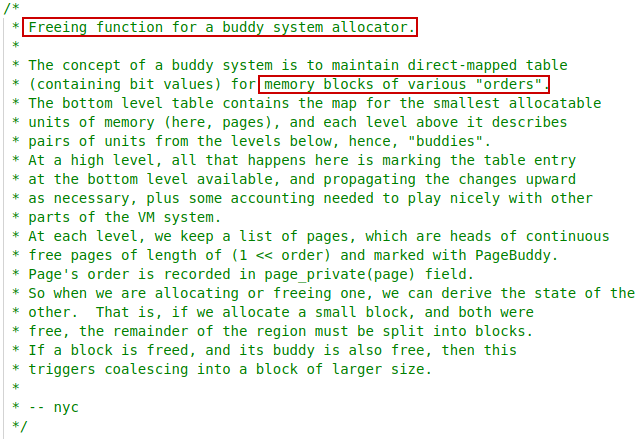 /*
 * Freeing function for a buddy system allocator.
 *
 * The concept of a buddy system is to maintain direct-mapped table
 * (containing bit values) for memory blocks of various "orders".
 * The bottom level table contains the map for the smallest allocatable
 * units of memory (here, pages), and each level above it describes
 * pairs of units from the levels below, hence, "buddies".
 * At a high level, all that happens here is marking the table entry
 * at the bottom level available, and propagating the changes upward
 * as necessary, plus some accounting needed to play nicely with other
 * parts of the VM system.
 * At each level, we keep a list of pages, which are heads of continuous
 * free pages of length of (1 << order) and marked with PageBuddy.
 * Page's order is recorded in page_private(page) field.
 * So when we are allocating or freeing one, we can derive the state of the
 * other.  That is, if we allocate a small block, and both were
 * free, the remainder of the region must be split into blocks.
 * If a block is freed, and its buddy is also free, then this
 * triggers coalescing into a block of larger size.
 *
 * -- nyc
 */